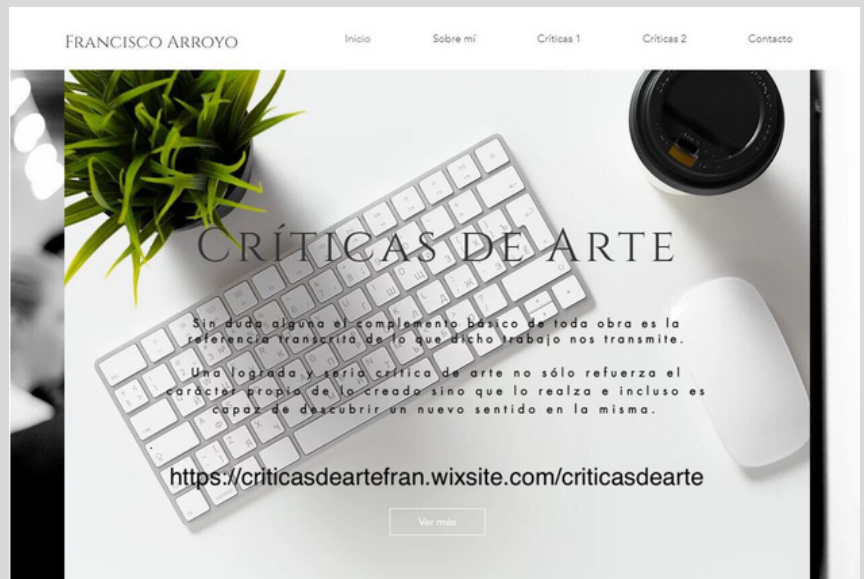 FRANCISCO ARROYO
Inicio
Sobre mí
Críticas 1
Críticas 2
Contacto
CRÍTICAS DE ARTE
Sin duda alguna el complemento básico de toda obra es la
referencia transcrita de lo que dicho trabajo nos transmite.
Una lograda y seria crítica de arte no sólo refuerza el
carácter propio de lo creado sino que lo realza e incluso es
capaz de descubrir un nuevo sentido en la misma.
https://criticasdeartefran.wixsite.com/criticasdearte
Ver más